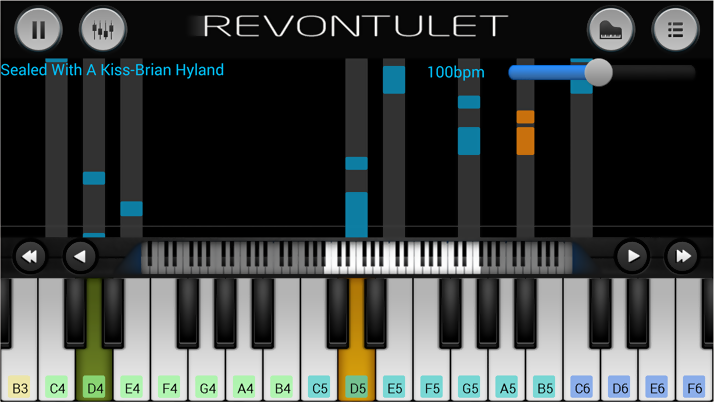 REVONTULET
Sealed With A Kiss-Brian Hyland
100bpm
B3 C4 D4 E4 F4 G4 A4 B4 C5 D5 E5 F5 G5 A5 B5 C6 D6 E6 F6